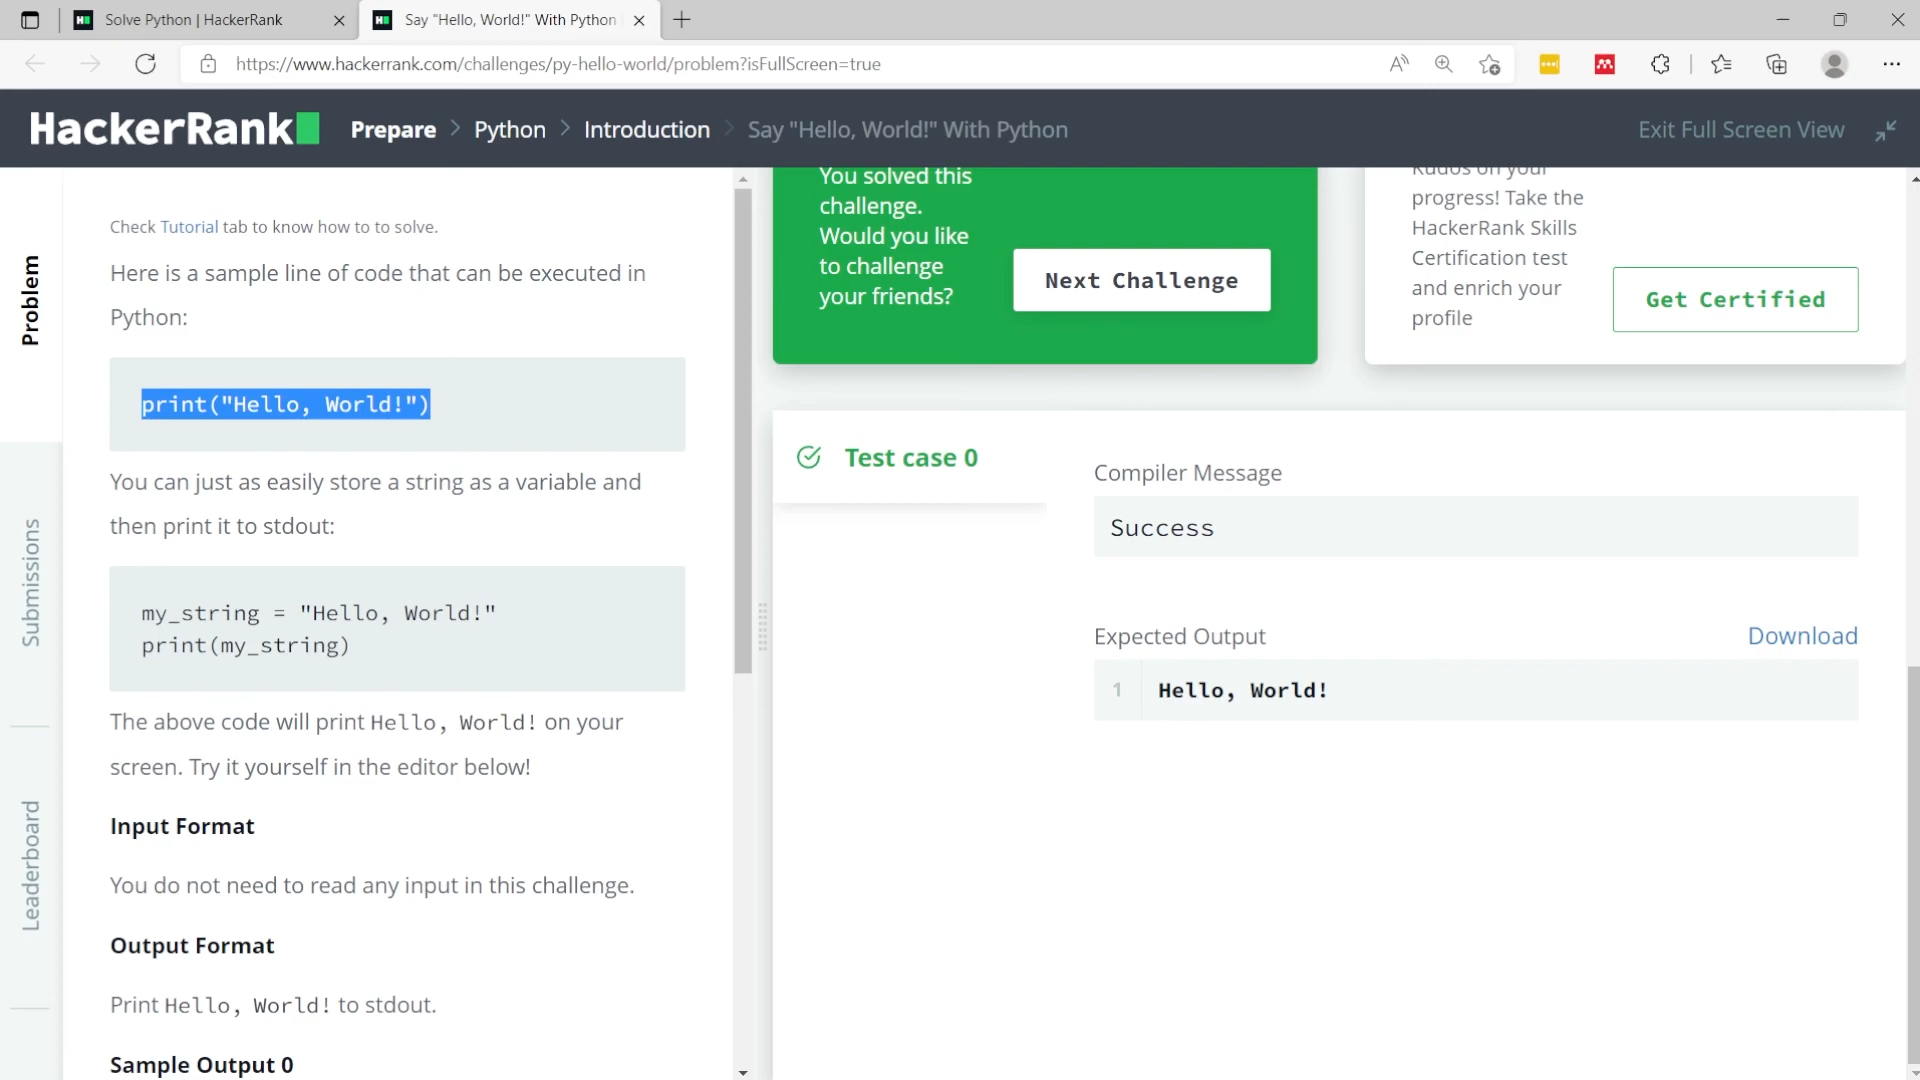 Solve Python | HackerRank
Say "Hello, World!" With Python
https://www.hackerrank.com/challenges/py-hello-world/problem?isFullScreen=true
HackerRank
Prepare > Python > Introduction > Say "Hello, World!" With Python
Exit Full Screen View
Problem
Submissions
Leaderboard
Check Tutorial tab to know how to to solve.
Here is a sample line of code that can be executed in
Python:
print("Hello, World!")
You can just as easily store a string as a variable and
then print it to stdout:
my_string = "Hello, World!"
print(my_string)
The above code will print Hello, World! on your
screen. Try it yourself in the editor below!
Input Format
You do not need to read any input in this challenge.
Output Format
Print Hello, World! to stdout.
Sample Output 0
You solved this
challenge.
Would you like
to challenge
your friends?
Next Challenge
Kudos on your
progress! Take the
HackerRank Skills
Certification test
and enrich your
profile
Get Certified
Test case 0
Compiler Message
Success
Expected Output
Download
1 Hello, World!